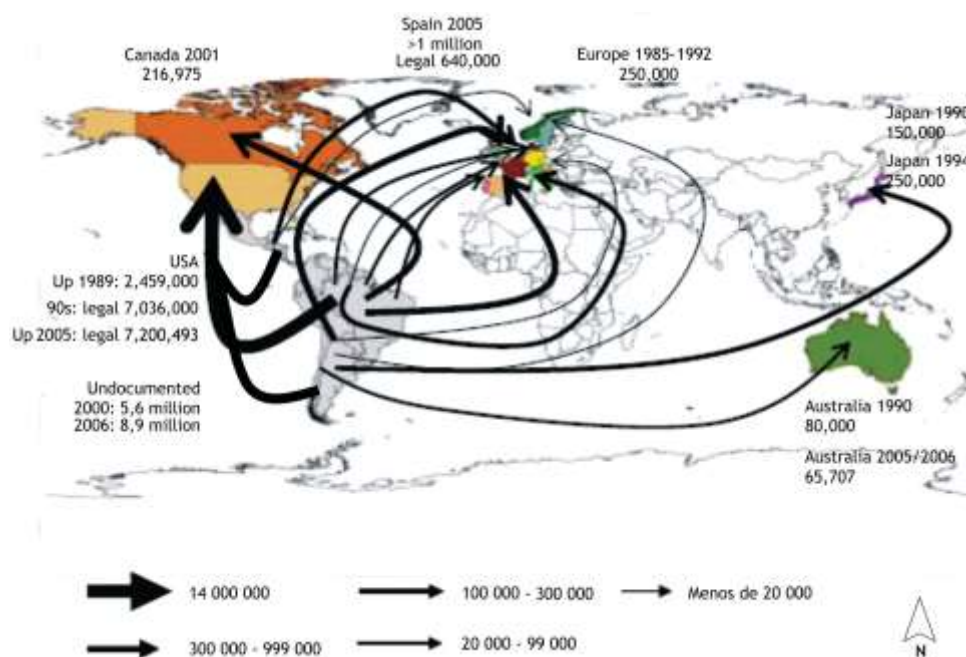 Spain 2005
>1 million
Legal 640,000
Canada 2001
216,975
Europe 1985-1992
250,000
Japan 1990
150,000
Japan 1994
250,000
USA
Up 1989: 2,459,000
90s: legal 7,036,000
Up 2005: legal 7,200,493
Undocumented
2000: 5,6 million
2006: 8,9 million
Australia 1990
80,000
Australia 2005/2006
65,707
14 000 000
100 000 - 300 000
Menos de 20 000
300 000 - 999 000
20 000 - 99 000
N